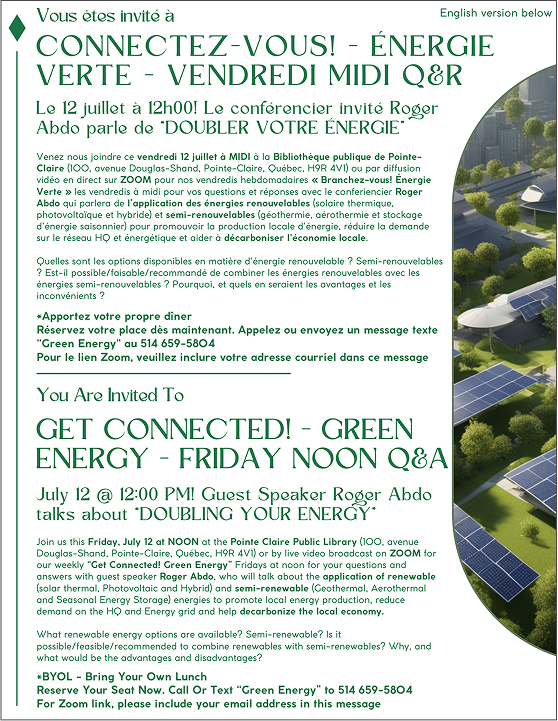 Vous êtes invité à
English version below
CONNECTEZ-VOUS! - ÉNERGIE
VERTE - VENDREDI MIDI Q&R
Le 12 juillet à 12h00! Le conférencier invité Roger
Abdo parle de “DOUBLER VOTRE ÉNERGIE”
Venez nous joindre ce vendredi 12 juillet à MIDI à la Bibliothèque publique de Pointe-
Claire (100, avenue Douglas-Shand, Pointe-Claire, Québec, H9R 4V1) ou par diffusion
vidéo en direct sur ZOOM pour nos vendredis hebdomadaires « Branchez-vous! Énergie
Verte » les vendredis à midi pour vos questions et réponses avec le conferiencier Roger
Abdo qui parlera de l’application des énergies renouvelables (solaire thermique,
photovoltaïque et hybride) et semi-renouvelables (géothermie, aérothermie et stockage
d’énergie saisonnier) pour promouvoir la production locale d’énergie, réduire la demande
sur le réseau HQ et énergétique et aider à décarboniser l’économie locale.
Quelles sont les options disponibles en matière d’énergie renouvelable ? Semi-renouvelables
? Est-il possible/faisable/recommandé de combiner les énergies renouvelables avec les
énergies semi-renouvelables ? Pourquoi, et quels en seraient les avantages et les
inconvénients ?
*Apportez votre propre dîner
Réservez votre place dès maintenant. Appelez ou envoyez un message texte
“Green Energy” au 514 659-5804
Pour le lien Zoom, veuillez inclure votre adresse courriel dans ce message
You Are Invited To
GET CONNECTED! - GREEN
ENERGY - FRIDAY NOON Q&A
July 12 @ 12:00 PM! Guest Speaker Roger Abdo
talks about “DOUBLING YOUR ENERGY”
Join us this Friday, July 12 at NOON at the Pointe Claire Public Library (100, avenue
Douglas-Shand, Pointe-Claire, Québec, H9R 4V1) or by live video broadcast on ZOOM for
our weekly “Get Connected! Green Energy” Fridays at noon for your questions and
answers with guest speaker Roger Abdo, who will talk about the application of renewable
(solar thermal, Photovoltaic and Hybrid) and semi-renewable (Geothermal, Aerothermal
and Seasonal Energy Storage) energies to promote local energy production, reduce
demand on the HQ and Energy grid and help decarbonize the local economy.
What renewable energy options are available? Semi-renewable? Is it
possible/feasible/recommended to combine renewables with semi-renewables? Why, and
what would be the advantages and disadvantages?
*BYOL - Bring Your Own Lunch
Reserve Your Seat Now. Call Or Text “Green Energy” to 514 659-5804
For Zoom link, please include your email address in this message